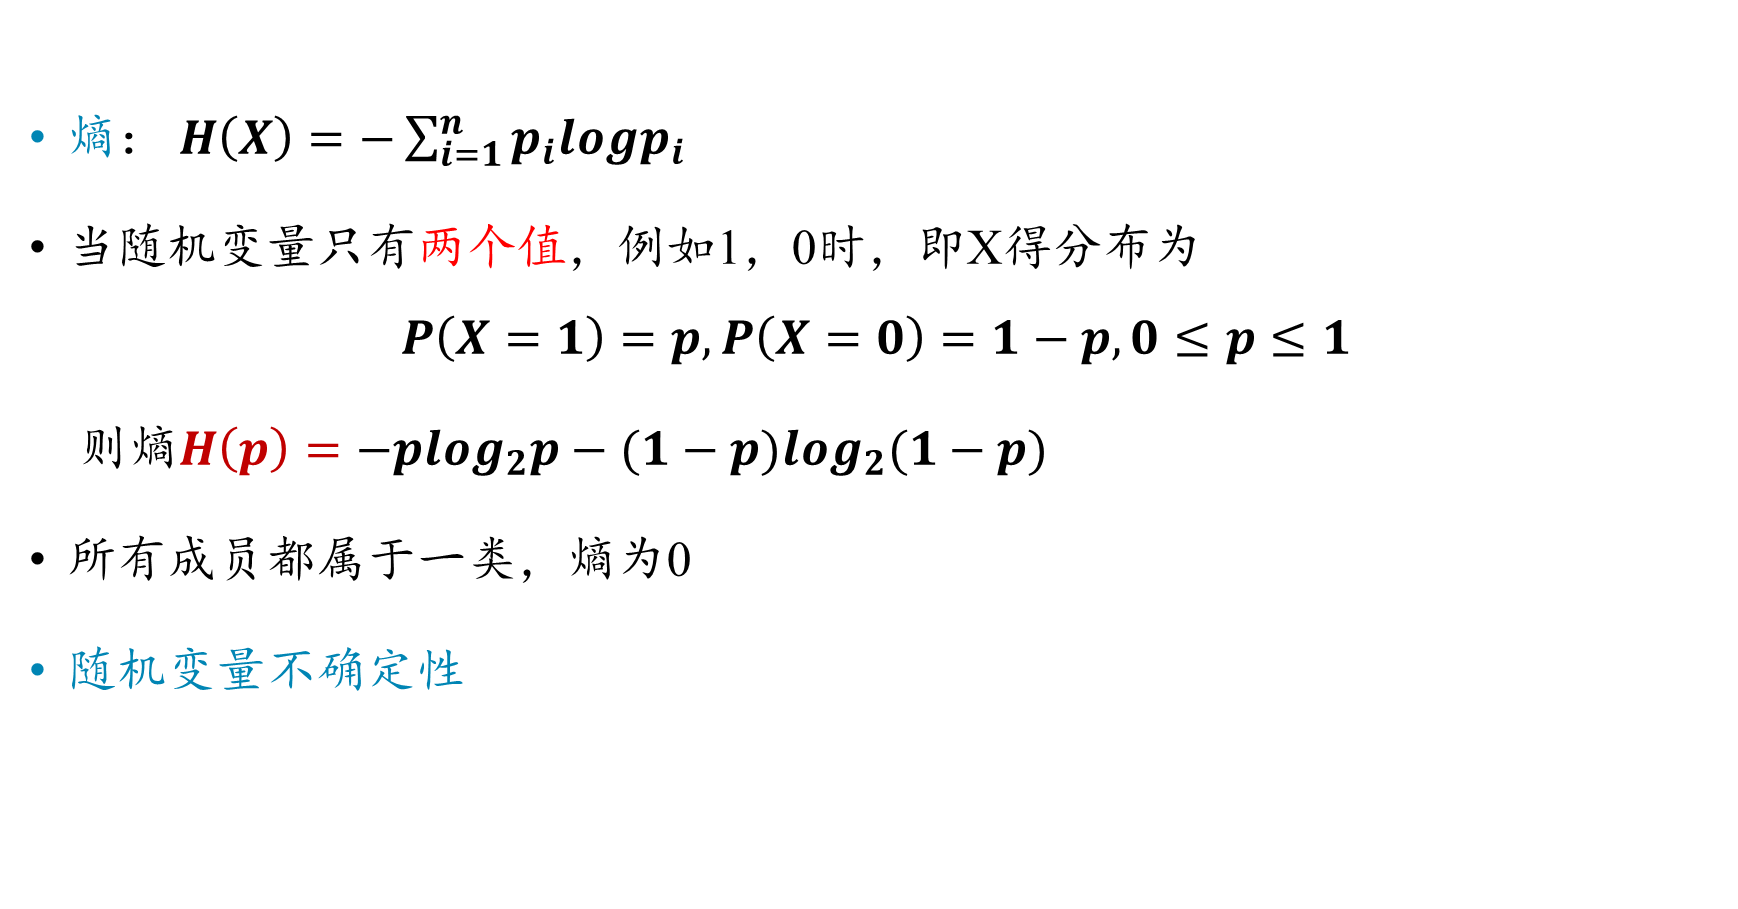 • 熵： H(X) = −∑ⁿᵢ₌₁ pᵢlogpᵢ
• 当随机变量只有两个值，例如1，0时，即X得分布为
P(X = 1) = p, P(X = 0) = 1 − p, 0 ≤ p ≤ 1
则熵H(p) = −plog₂p − (1 − p)log₂(1 − p)
• 所有成员都属于一类，熵为0
• 随机变量不确定性